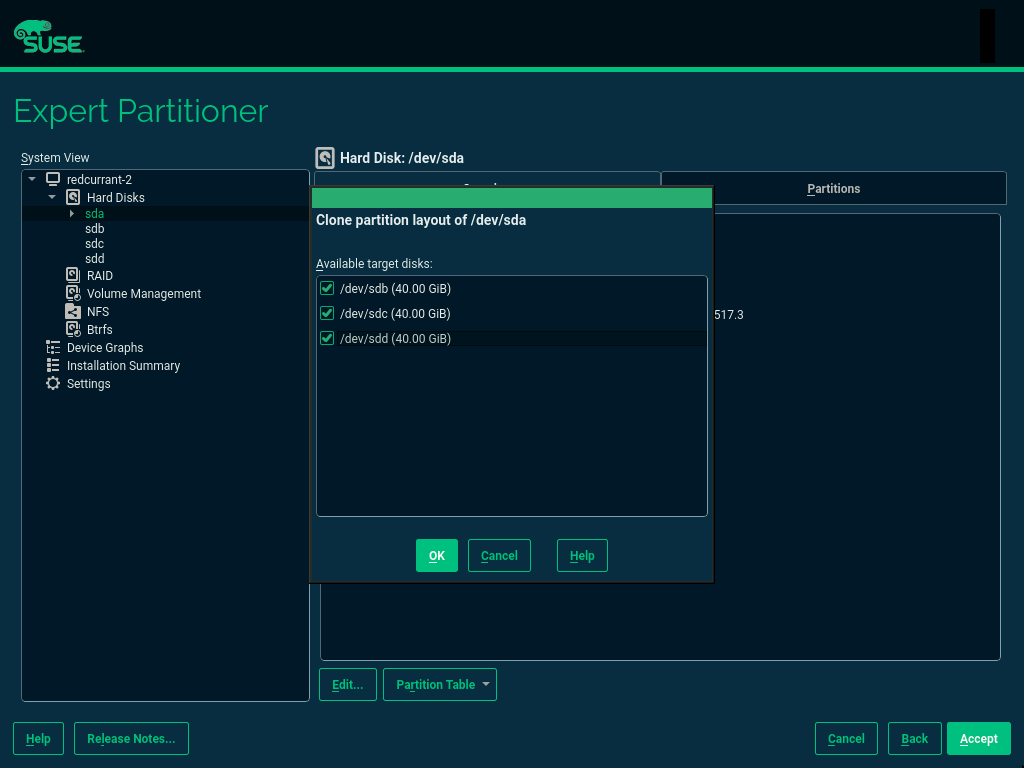 SUSE
Expert Partitioner
System View
redcurrant-2
Hard Disks
sda
sdb
sdc
sdd
RAID
Volume Management
NFS
Btrfs
Device Graphs
Installation Summary
Settings
Hard Disk: /dev/sda
Partitions
517.3
Clone partition layout of /dev/sda
Available target disks:
/dev/sdb (40.00 GiB)
/dev/sdc (40.00 GiB)
/dev/sdd (40.00 GiB)
OK Cancel Help
Edit... Partition Table
Help Release Notes... Cancel Back Accept